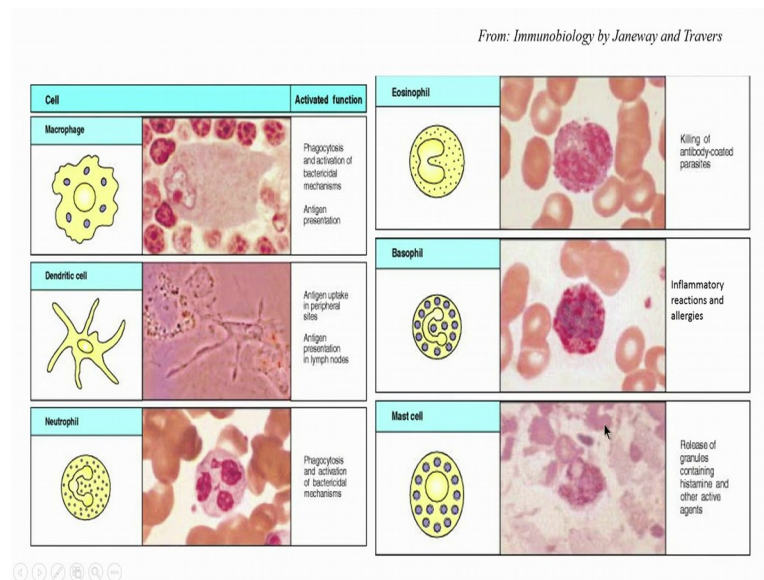 From: Immunobiology by Janeway and Travers
Cell
Activated function
Macrophage
Phagocytosis
and activation of
bactericidal
mechanisms
Antigen
presentation
Dendritic cell
Antigen uptake
in peripheral
sites
Antigen
presentation
in lymph nodes
Neutrophil
Phagocytosis
and activation
of bactericidal
mechanisms
Eosinophil
Killing of
antibody-coated
parasites
Basophil
Inflammatory
reactions and
allergies
Mast cell
Release of
granules
containing
histamine and
other active
agents